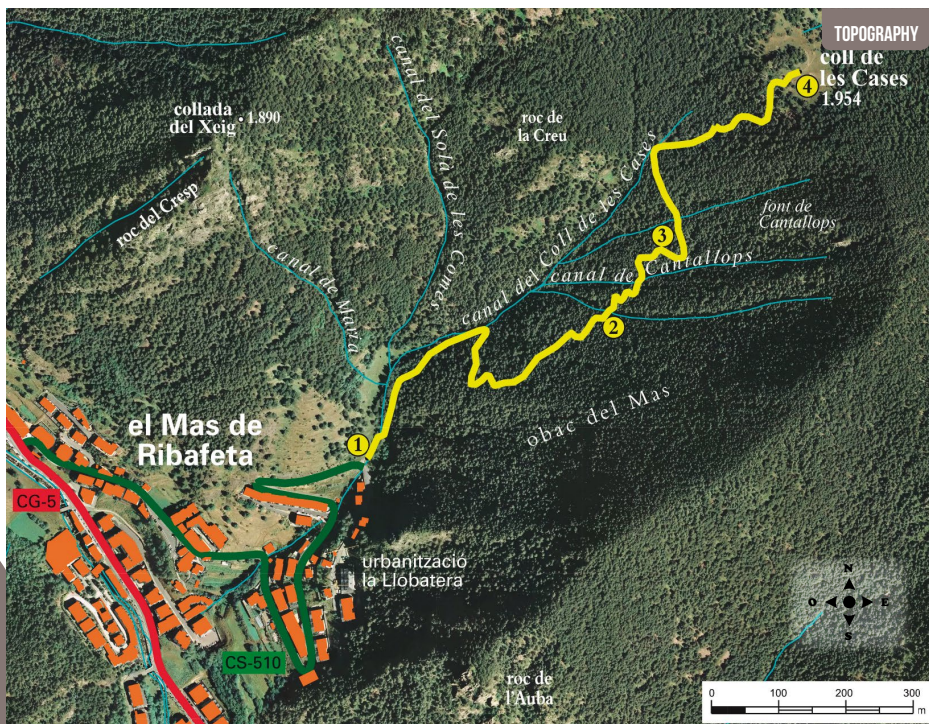 TOPOGRAPHY
coll de
les Cases
1.954
4
collada
del Xeig
1.890
canal del Solà de les Comes
roc de
la Creu
roc del Cresp
canal de Maria
canal del Coll de les Cases
font de
Cantallops
3
canal de Cantallops
2
obac del Mas
el Mas de
Ribafeta
1
CG-5
urbanització
la Llobatera
CS-510
roc de
l'Auba
N
O
E
S
0 100 200 300
m